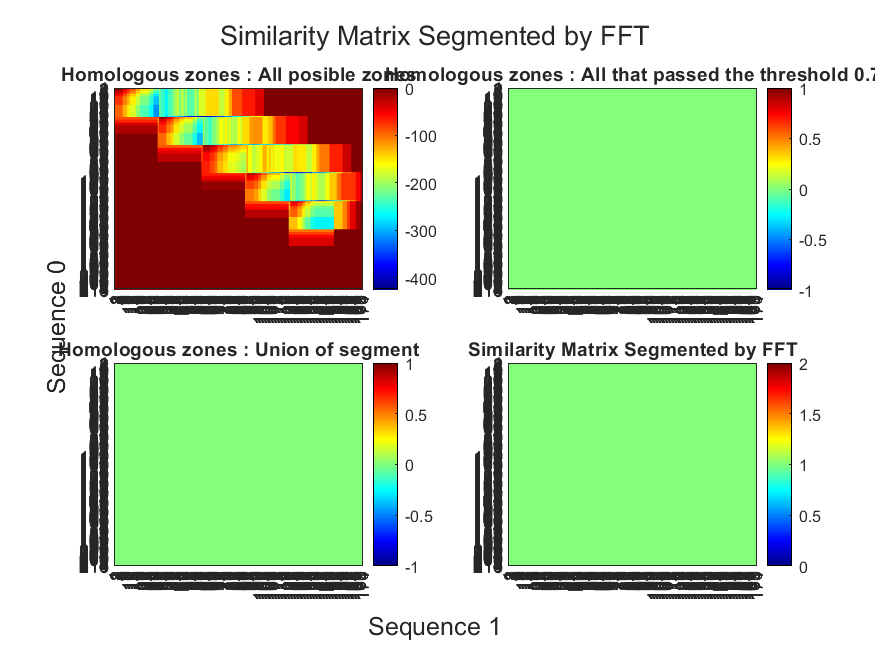 Similarity Matrix Segmented by FFT
Homologous zones : All posible zones
Homologous zones : All that passed the threshold 0.7
0
-100
-200
-300
-400
1
0.5
0
-0.5
-1
Sequence 0
Homologous zones : Union of segment
Similarity Matrix Segmented by FFT
1
0.5
0
-0.5
-1
2
1.5
1
0.5
0
Sequence 1